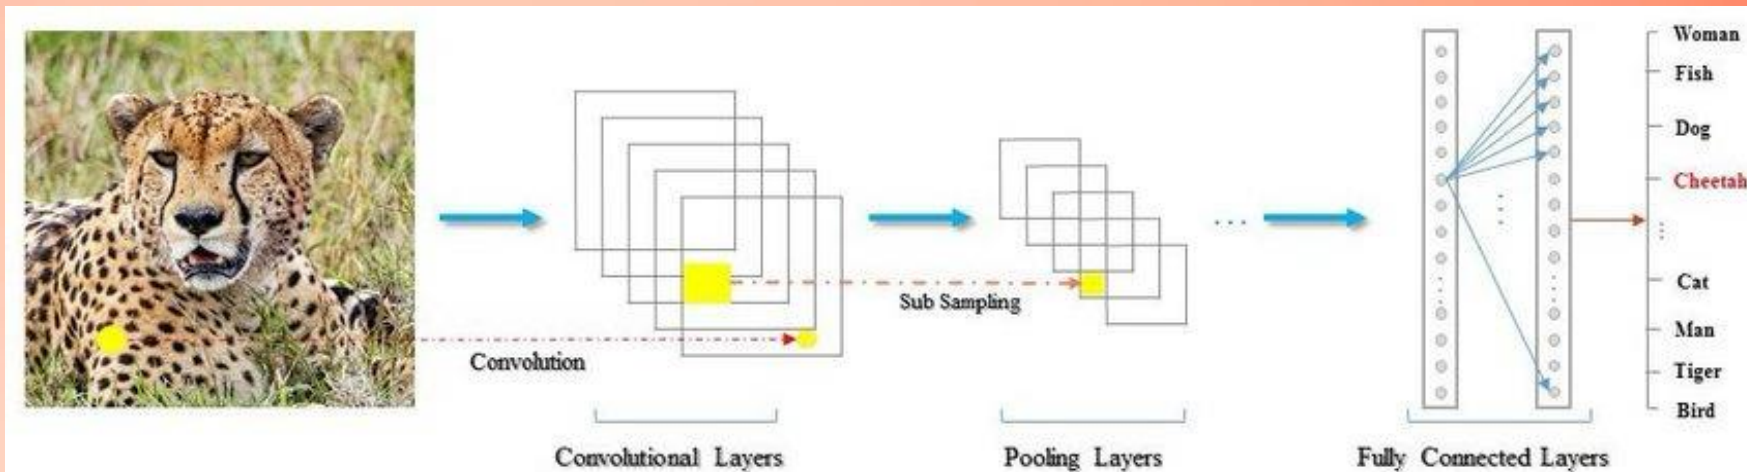 Woman
Fish
Dog
Cheetah
Cat
Man
Tiger
Bird
Sub Sampling
Convolution
Convolutional Layers
Pooling Layers
Fully Connected Layers